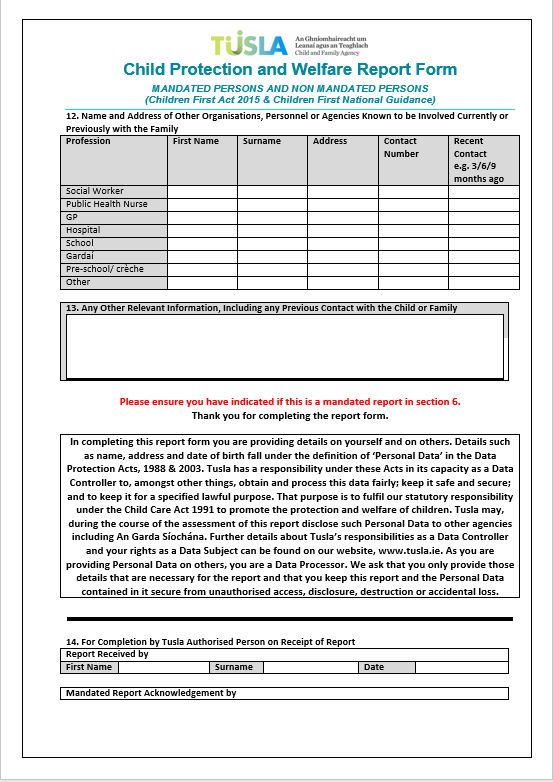 TUSLA An Ghníomhaireacht um
Leanaí agus an Teaghlach
Child and Family Agency
Child Protection and Welfare Report Form
MANDATED PERSONS AND NON MANDATED PERSONS
(Children First Act 2015 & Children First National Guidance)
12. Name and Address of Other Organisations, Personnel or Agencies Known to be Involved Currently or
Previously with the Family
Profession First Name Surname Address Contact Number Recent Contact e.g. 3/6/9 months ago
Social Worker
Public Health Nurse
GP
Hospital
School
Gardaí
Pre-school/ crèche
Other
13. Any Other Relevant Information, Including any Previous Contact with the Child or Family
Please ensure you have indicated if this is a mandated report in section 6.
Thank you for completing the report form.
In completing this report form you are providing details on yourself and on others. Details such
as name, address and date of birth fall under the definition of ‘Personal Data’ in the Data
Protection Acts, 1988 & 2003. Tusla has a responsibility under these Acts in its capacity as a Data
Controller to, amongst other things, obtain and process this data fairly; keep it safe and secure;
and to keep it for a specified lawful purpose. That purpose is to fulfil our statutory responsibility
under the Child Care Act 1991 to promote the protection and welfare of children. Tusla may,
during the course of the assessment of this report disclose such Personal Data to other agencies
including An Garda Síochána. Further details about Tusla’s responsibilities as a Data Controller
and your rights as a Data Subject can be found on our website, www.tusla.ie. As you are
providing Personal Data on others, you are a Data Processor. We ask that you only provide those
details that are necessary for the report and that you keep this report and the Personal Data
contained in it secure from unauthorised access, disclosure, destruction or accidental loss.
14. For Completion by Tusla Authorised Person on Receipt of Report
Report Received by
First Name Surname Date
Mandated Report Acknowledgement by